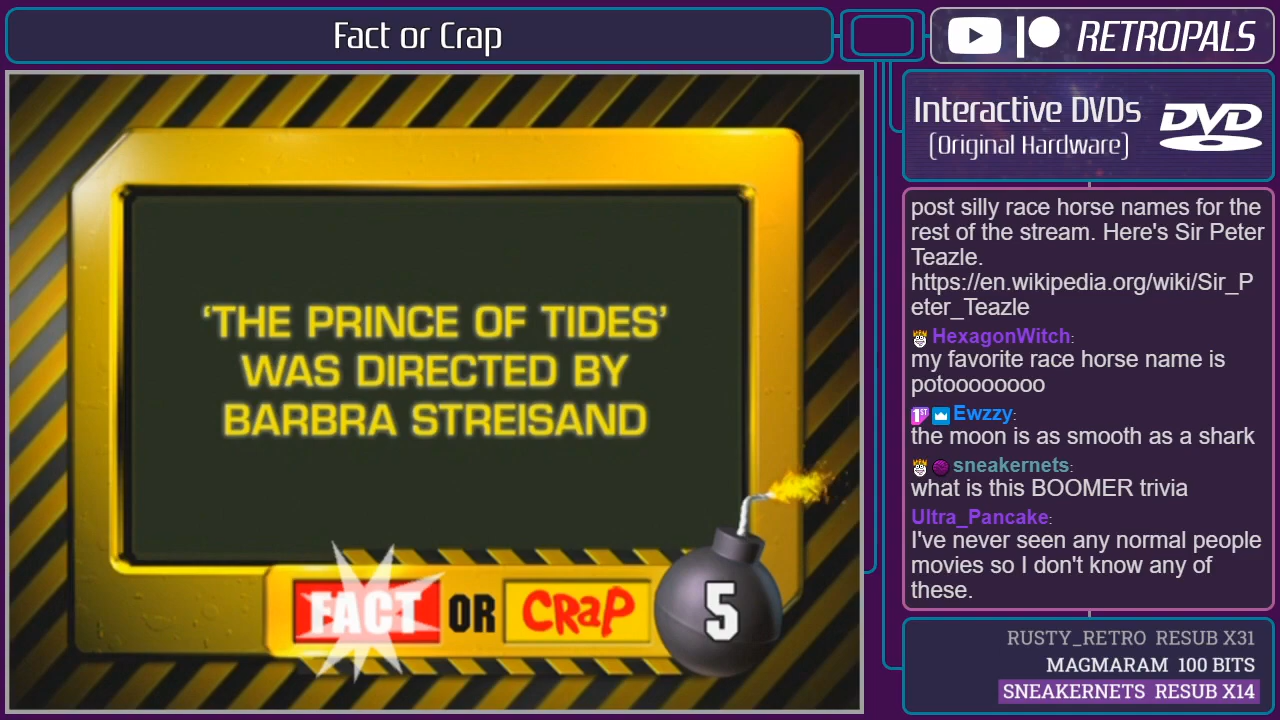 Fact or Crap
RETROPALS
Interactive DVDs
(Original Hardware)
DVD
‘THE PRINCE OF TIDES’
WAS DIRECTED BY
BARBRA STREISAND
FACT OR CRAP
5
post silly race horse names for the
rest of the stream. Here's Sir Peter
Teazle.
https://en.wikipedia.org/wiki/Sir_P
eter_Teazle
HexagonWitch:
my favorite race horse name is
potoooooooo
1ST Ewzzy:
the moon is as smooth as a shark
sneakernets:
what is this BOOMER trivia
Ultra_Pancake:
I've never seen any normal people
movies so I don't know any of
these.
RUSTY_RETRO RESUB X31
MAGMARAM 100 BITS
SNEAKERNETS RESUB X14